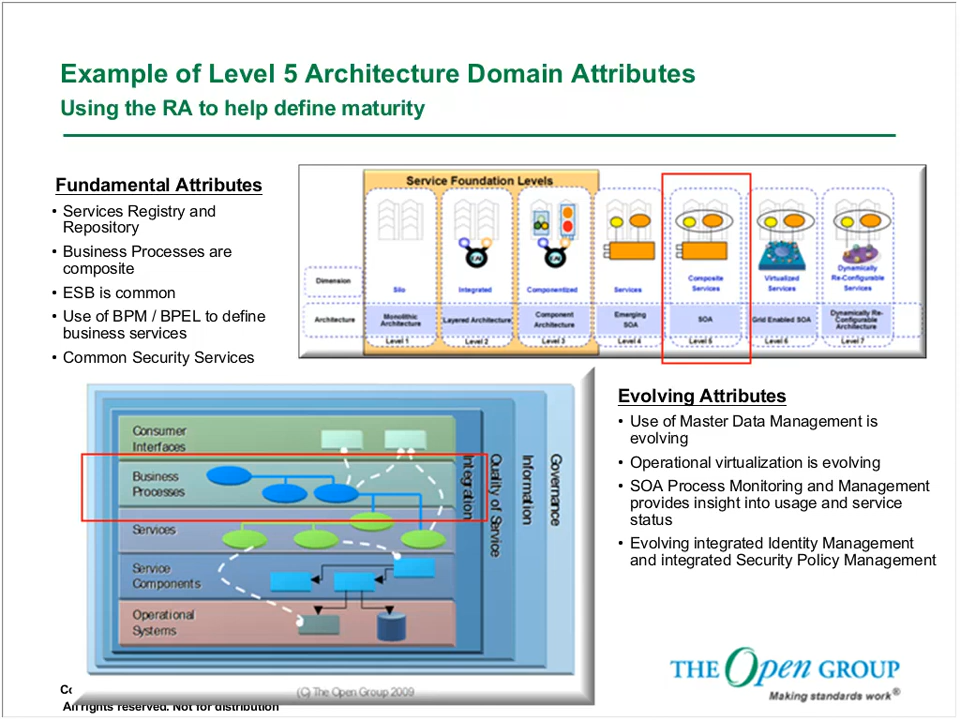 Example of Level 5 Architecture Domain Attributes
Using the RA to help define maturity
Fundamental Attributes
• Services Registry and
Repository
• Business Processes are
composite
• ESB is common
• Use of BPM / BPEL to define
business services
• Common Security Services
Service Foundation Levels
Dimension
Silo
Integrated
Componentized
Services
Composite
Services
Virtualized
Services
Dynamically
Re-Configurable
Services
Architecture
Monolithic
Architecture
Layered Architecture
Component
Architecture
Emerging
SOA
SOA
Grid Enabled SOA
Dynamically Re-
Configurable
Architecture
Level 1
Level 2
Level 3
Level 4
Level 5
Level 6
Level 7
Consumer
Interfaces
Business
Processes
Services
Service
Components
Operational
Systems
Integration
Quality of Service
Information
Governance
(C) The Open Group 2009
Evolving Attributes
• Use of Master Data Management is
evolving
• Operational virtualization is evolving
• SOA Process Monitoring and Management
provides insight into usage and service
status
• Evolving integrated Identity Management
and integrated Security Policy Management
THE Open GROUP
Making standards work®
All rights reserved. Not for distribution